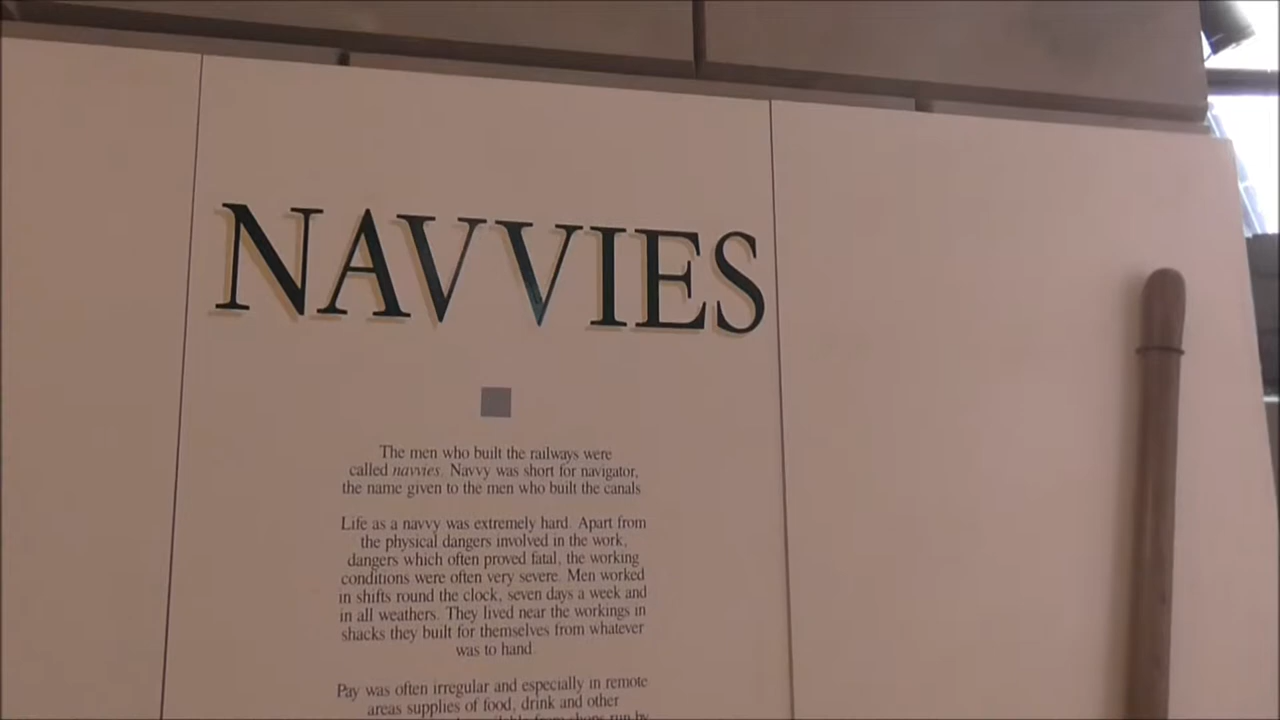 NAVVIES
The men who built the railways were
called navvies. Navvy was short for navigator,
the name given to the men who built the canals
Life as a navvy was extremely hard. Apart from
the physical dangers involved in the work,
dangers which often proved fatal, the working
conditions were often very severe. Men worked
in shifts round the clock, seven days a week and
in all weathers. They lived near the workings in
shacks they built for themselves from whatever
was to hand.
Pay was often irregular and especially in remote
areas supplies of food, drink and other
from shops run by